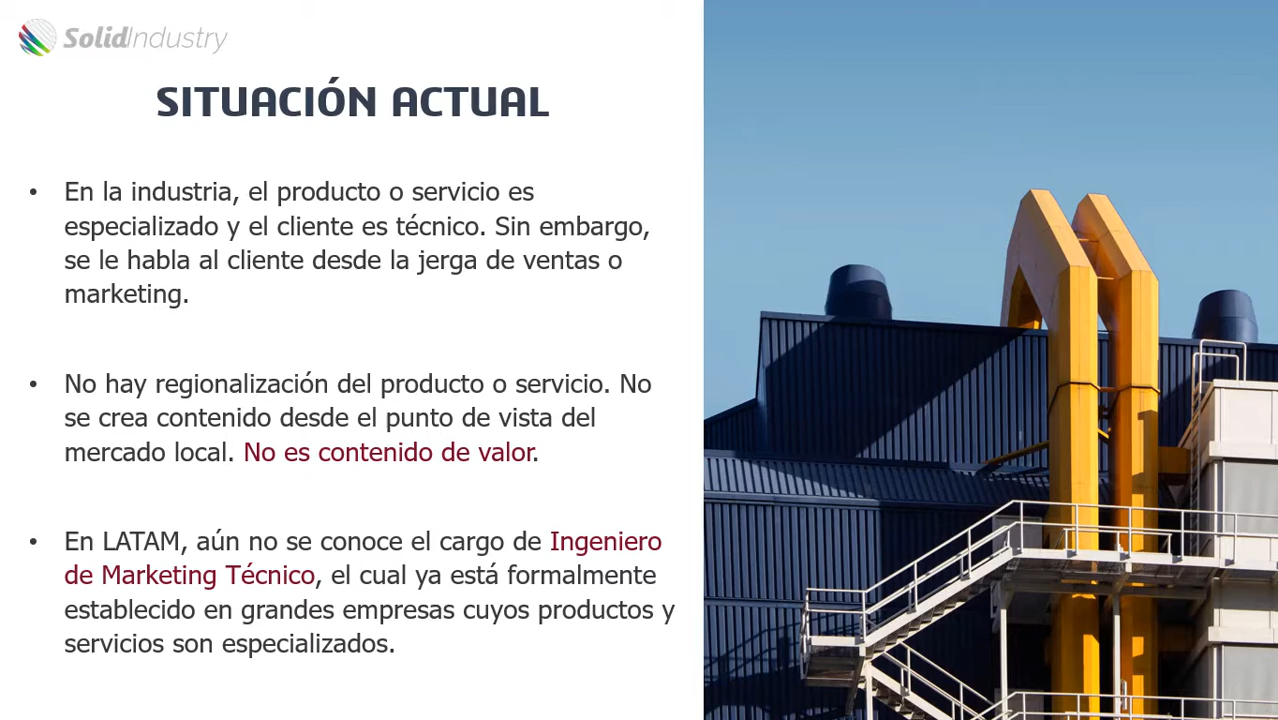 SolidIndustry
SITUACIÓN ACTUAL
• En la industria, el producto o servicio es
especializado y el cliente es técnico. Sin embargo,
se le habla al cliente desde la jerga de ventas o
marketing.
• No hay regionalización del producto o servicio. No
se crea contenido desde el punto de vista del
mercado local. No es contenido de valor.
• En LATAM, aún no se conoce el cargo de Ingeniero
de Marketing Técnico, el cual ya está formalmente
establecido en grandes empresas cuyos productos y
servicios son especializados.